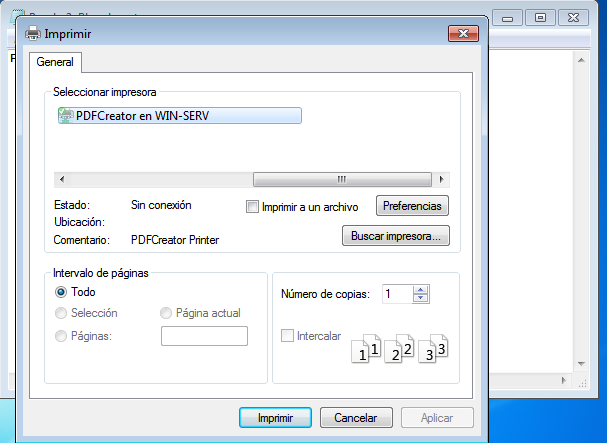 Imprimir
General
Seleccionar impresora
PDFCreator en WIN-SERV
Estado: Sin conexión
Imprimir a un archivo
Preferencias
Ubicación:
Comentario: PDFCreator Printer
Buscar impresora...
Intervalo de páginas
Todo
Selección
Página actual
Páginas:
Número de copias: 1
Intercalar
1 1 2 2 3 3
Imprimir
Cancelar
Aplicar